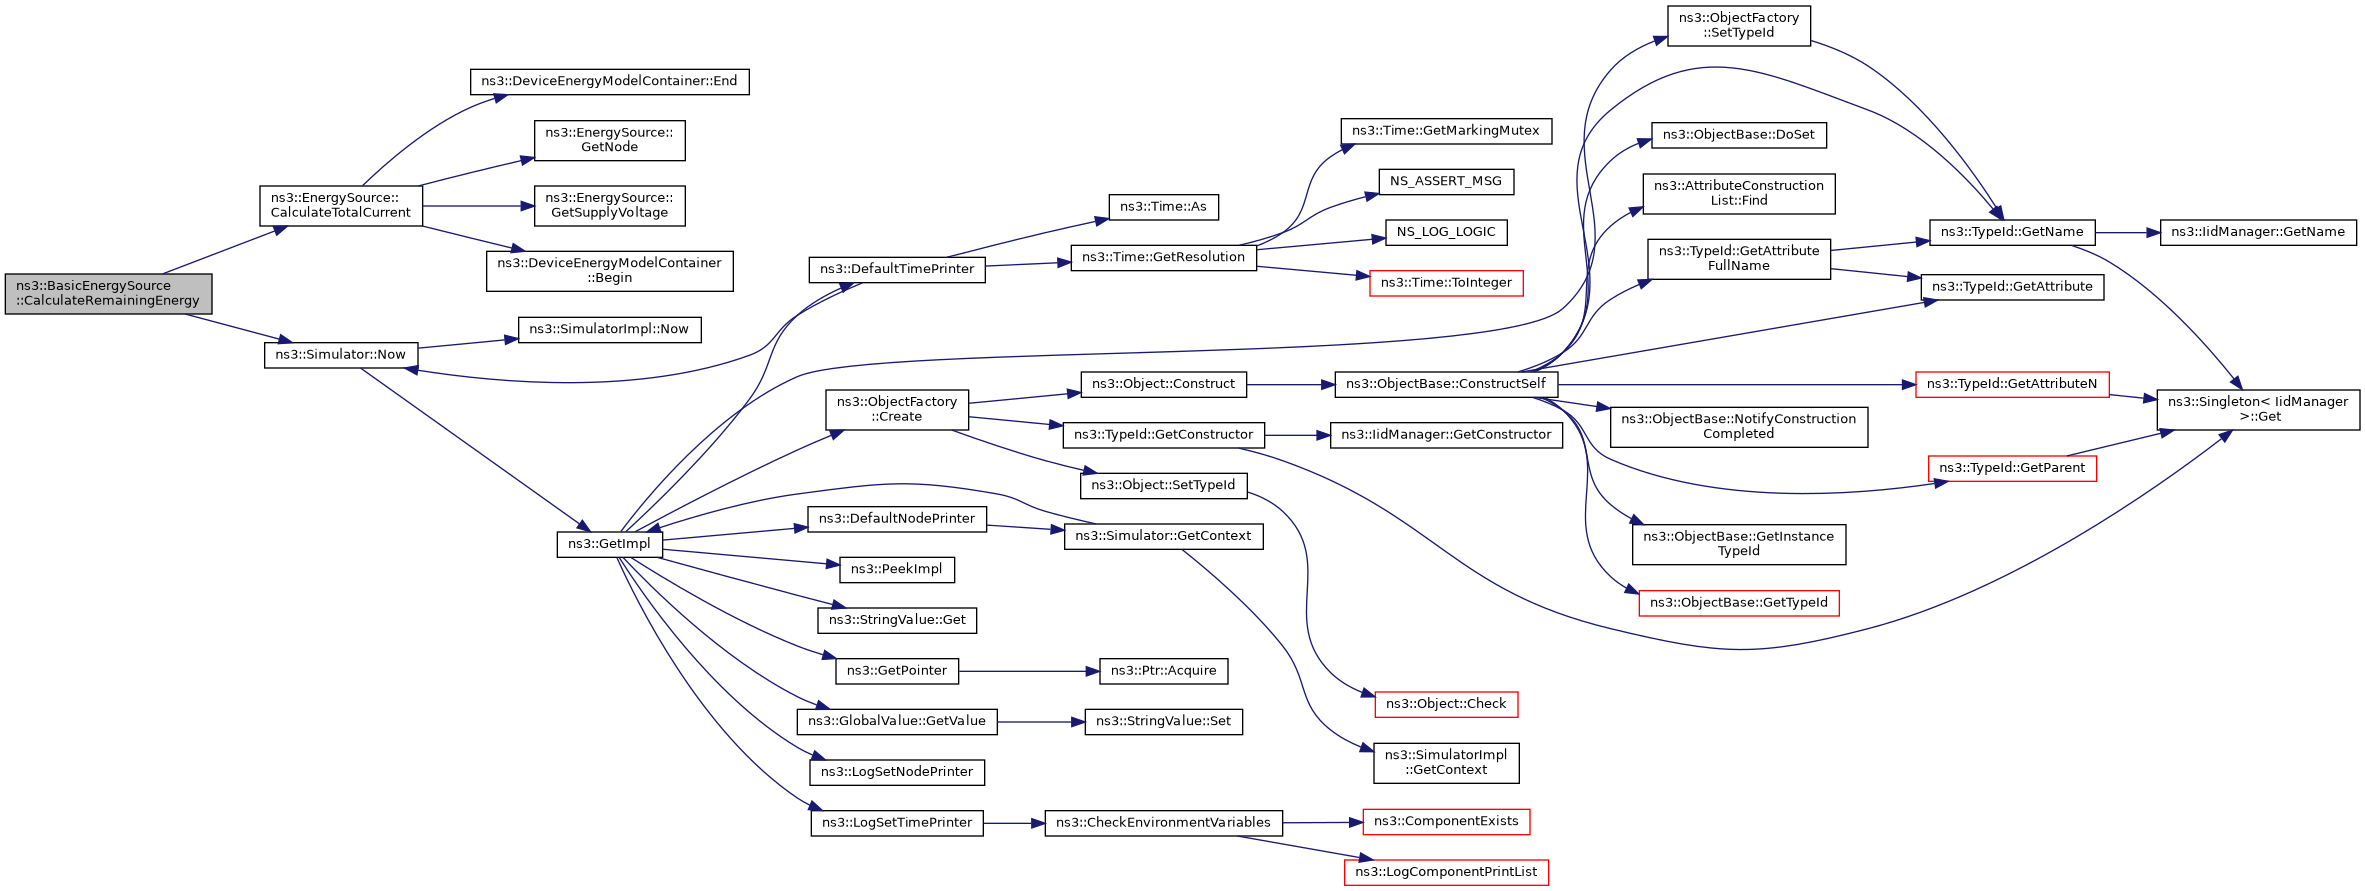 ns3::BasicEnergySource
::CalculateRemainingEnergy
ns3::EnergySource::
CalculateTotalCurrent
ns3::Simulator::Now
ns3::DeviceEnergyModelContainer::End
ns3::EnergySource::
GetNode
ns3::EnergySource::
GetSupplyVoltage
ns3::DeviceEnergyModelContainer
::Begin
ns3::SimulatorImpl::Now
ns3::GetImpl
ns3::DefaultTimePrinter
ns3::ObjectFactory
::Create
ns3::DefaultNodePrinter
ns3::PeekImpl
ns3::StringValue::Get
ns3::GetPointer
ns3::GlobalValue::GetValue
ns3::LogSetNodePrinter
ns3::LogSetTimePrinter
ns3::Time::As
ns3::Time::GetResolution
ns3::Object::Construct
ns3::TypeId::GetConstructor
ns3::Object::SetTypeId
ns3::Simulator::GetContext
ns3::Ptr::Acquire
ns3::StringValue::Set
ns3::CheckEnvironmentVariables
ns3::Time::GetMarkingMutex
NS_ASSERT_MSG
NS_LOG_LOGIC
ns3::Time::ToInteger
ns3::ObjectBase::ConstructSelf
ns3::IidManager::GetConstructor
ns3::Object::Check
ns3::SimulatorImpl
::GetContext
ns3::ComponentExists
ns3::LogComponentPrintList
ns3::ObjectFactory
::SetTypeId
ns3::ObjectBase::DoSet
ns3::AttributeConstruction
List::Find
ns3::TypeId::GetAttribute
FullName
ns3::ObjectBase::NotifyConstruction
Completed
ns3::ObjectBase::GetInstance
TypeId
ns3::ObjectBase::GetTypeId
ns3::TypeId::GetName
ns3::TypeId::GetAttribute
ns3::TypeId::GetAttributeN
ns3::TypeId::GetParent
ns3::IidManager::GetName
ns3::Singleton< IidManager
>::Get